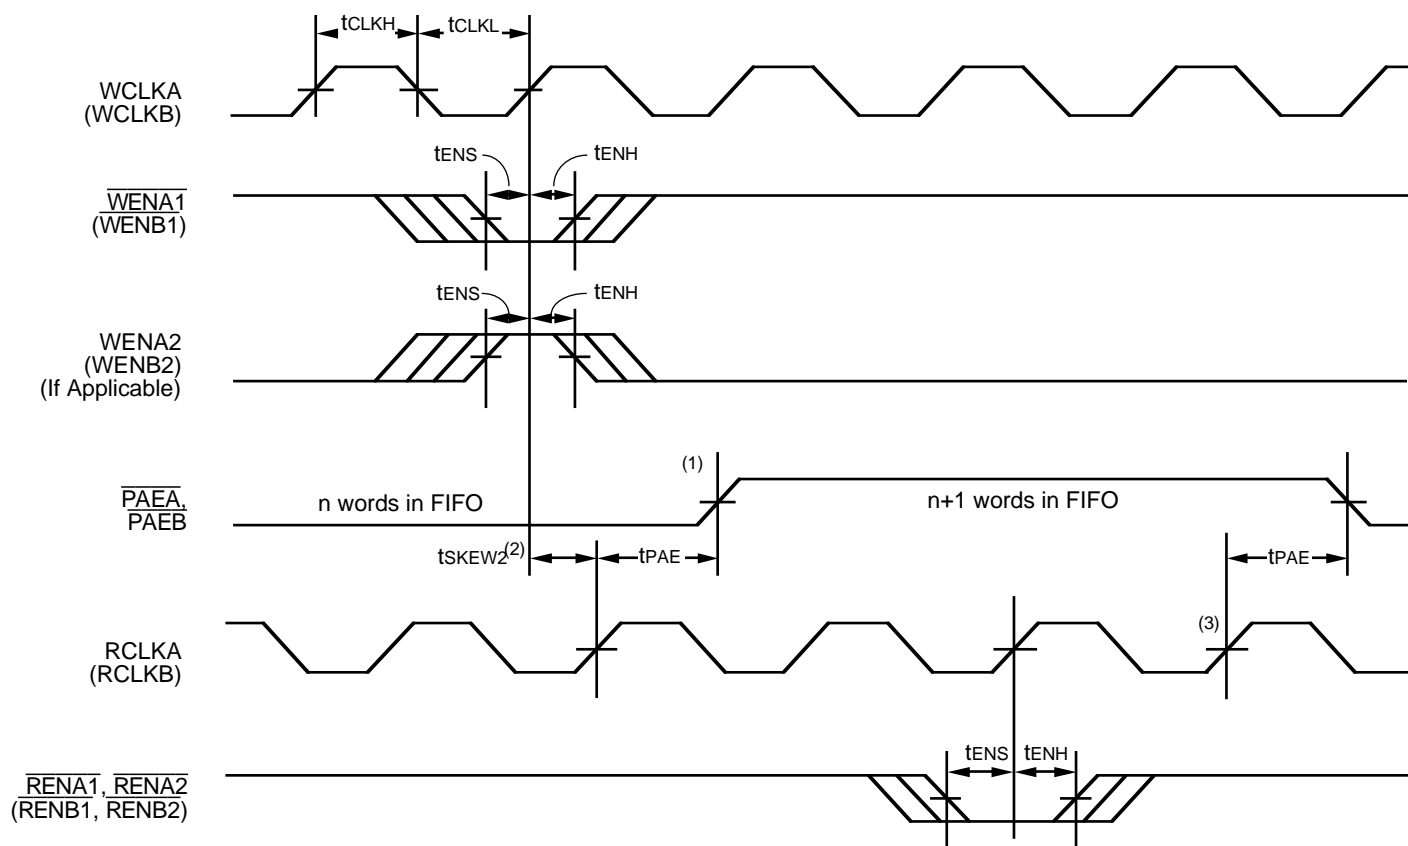 tCLKH
tCLKL
WCLKA
(WCLKB)
tENS
tENH
WENA1
(WENB1)
tENS
tENH
WENA2
(WENB2)
(If Applicable)
(1)
PAEA,
PAEB
n words in FIFO
n+1 words in FIFO
tSKEW2(2)
tPAE
tPAE
(3)
RCLKA
(RCLKB)
tENS
tENH
RENA1, RENA2
(RENB1, RENB2)